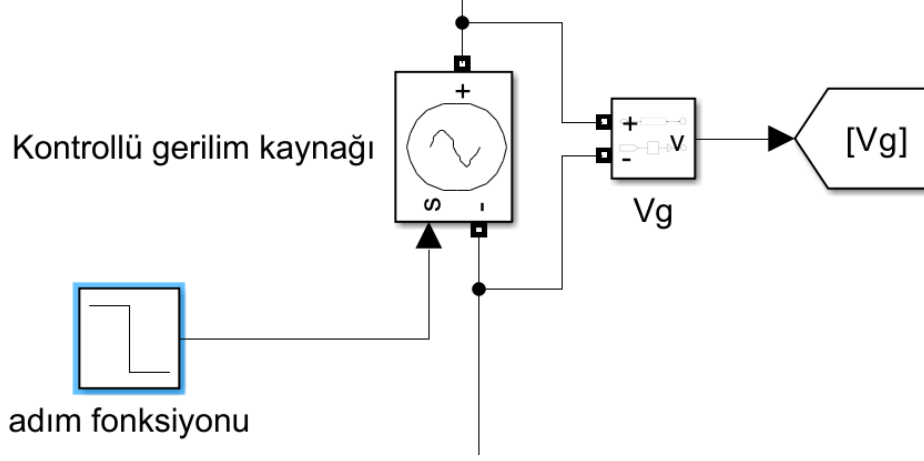 +
Kontrollü gerilim kaynağı
s -
+ v
-
[Vg]
Vg
adım fonksiyonu